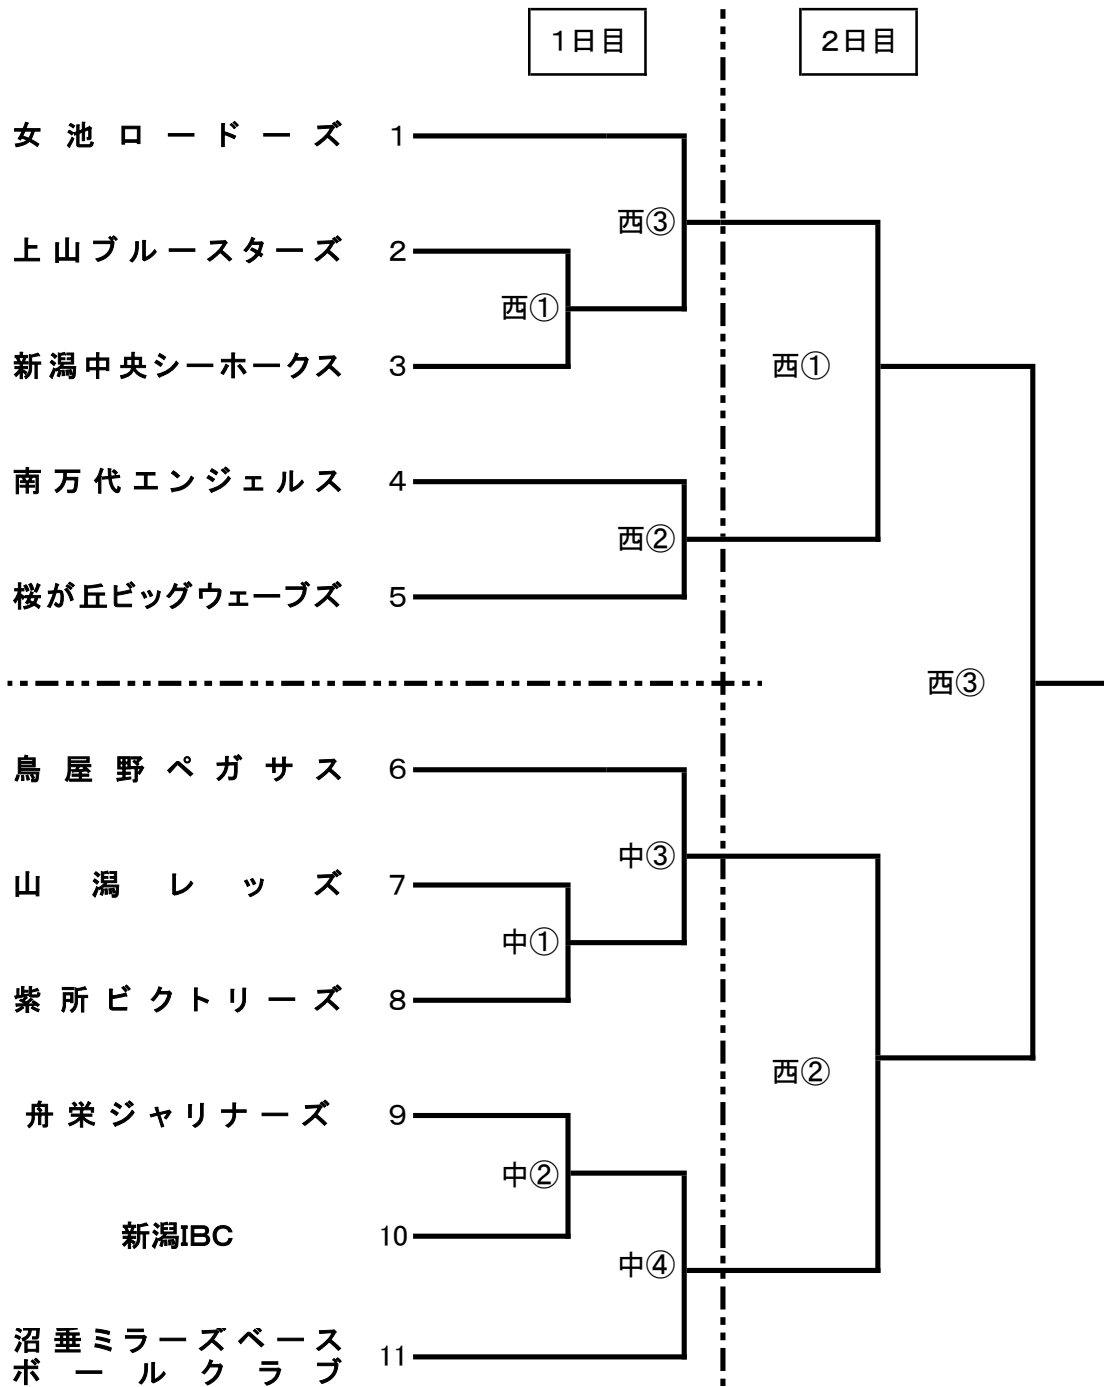 1日目
2日目
女池ロードーズ 1
西③
上山ブルースターズ 2
西①
新潟中央シーホークス 3
西①
南万代エンジェルス 4
西②
桜が丘ビッグウェーブズ 5
西③
鳥屋野ペガサス 6
中③
山潟レッズ 7
中①
紫所ビクトリーズ 8
西②
舟栄ジャリナーズ 9
中②
新潟IBC 10
中④
沼垂ミラーズベース
ボールクラブ 11